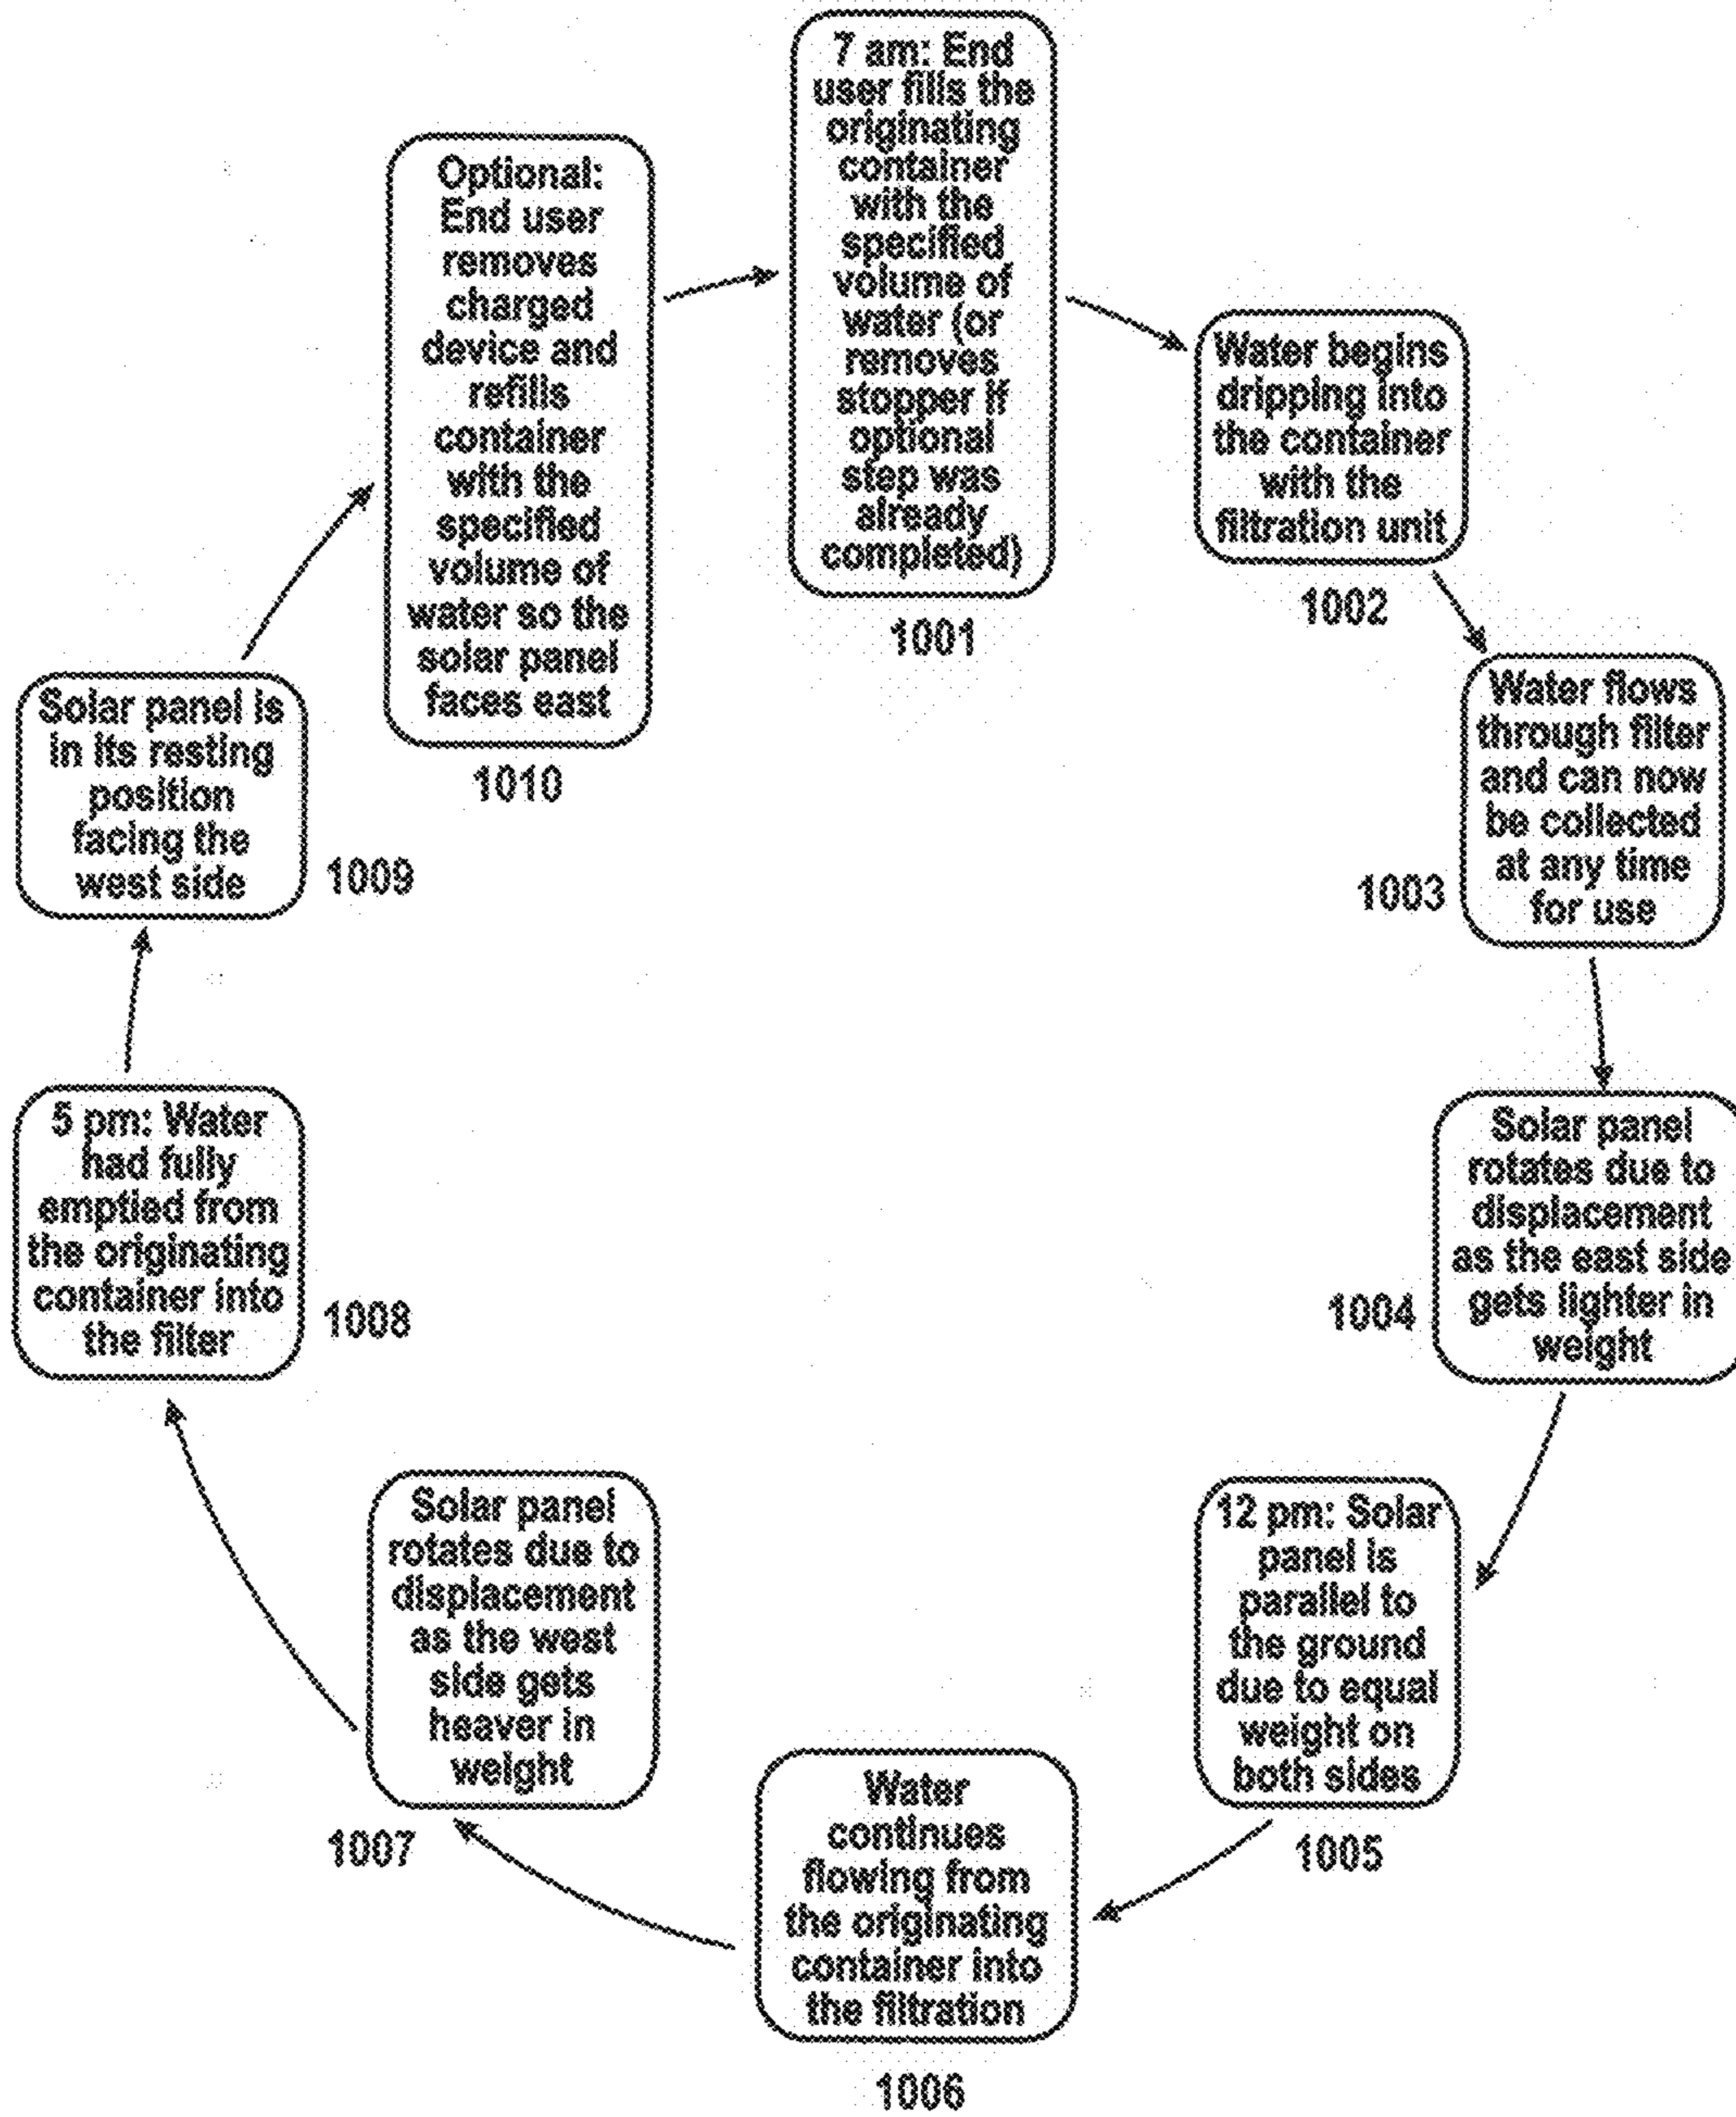 7 am: End
user fills the
originating
container
with the
specified
volume of
water (or
removes
stopper if
optional
step was
already
completed)
1001
Water begins
dripping into
the container
with the
filtration unit
1002
Water flows
through filter
and can now
be collected
at any time
for use
1003
Solar panel
rotates due to
displacement
as the east side
gets lighter in
weight
1004
12 pm: Solar
panel is
parallel to
the ground
due to equal
weight on
both sides
1005
Water
continues
flowing from
the originating
container into
the filtration
1006
Solar panel
rotates due to
displacement
as the west
side gets
heaver in
weight
1007
5 pm: Water
had fully
emptied from
the originating
container into
the filter
1008
Solar panel is
in its resting
position
facing the
west side
1009
Optional:
End user
removes
charged
device and
refills
container
with the
specified
volume of
water so the
solar panel
faces east
1010